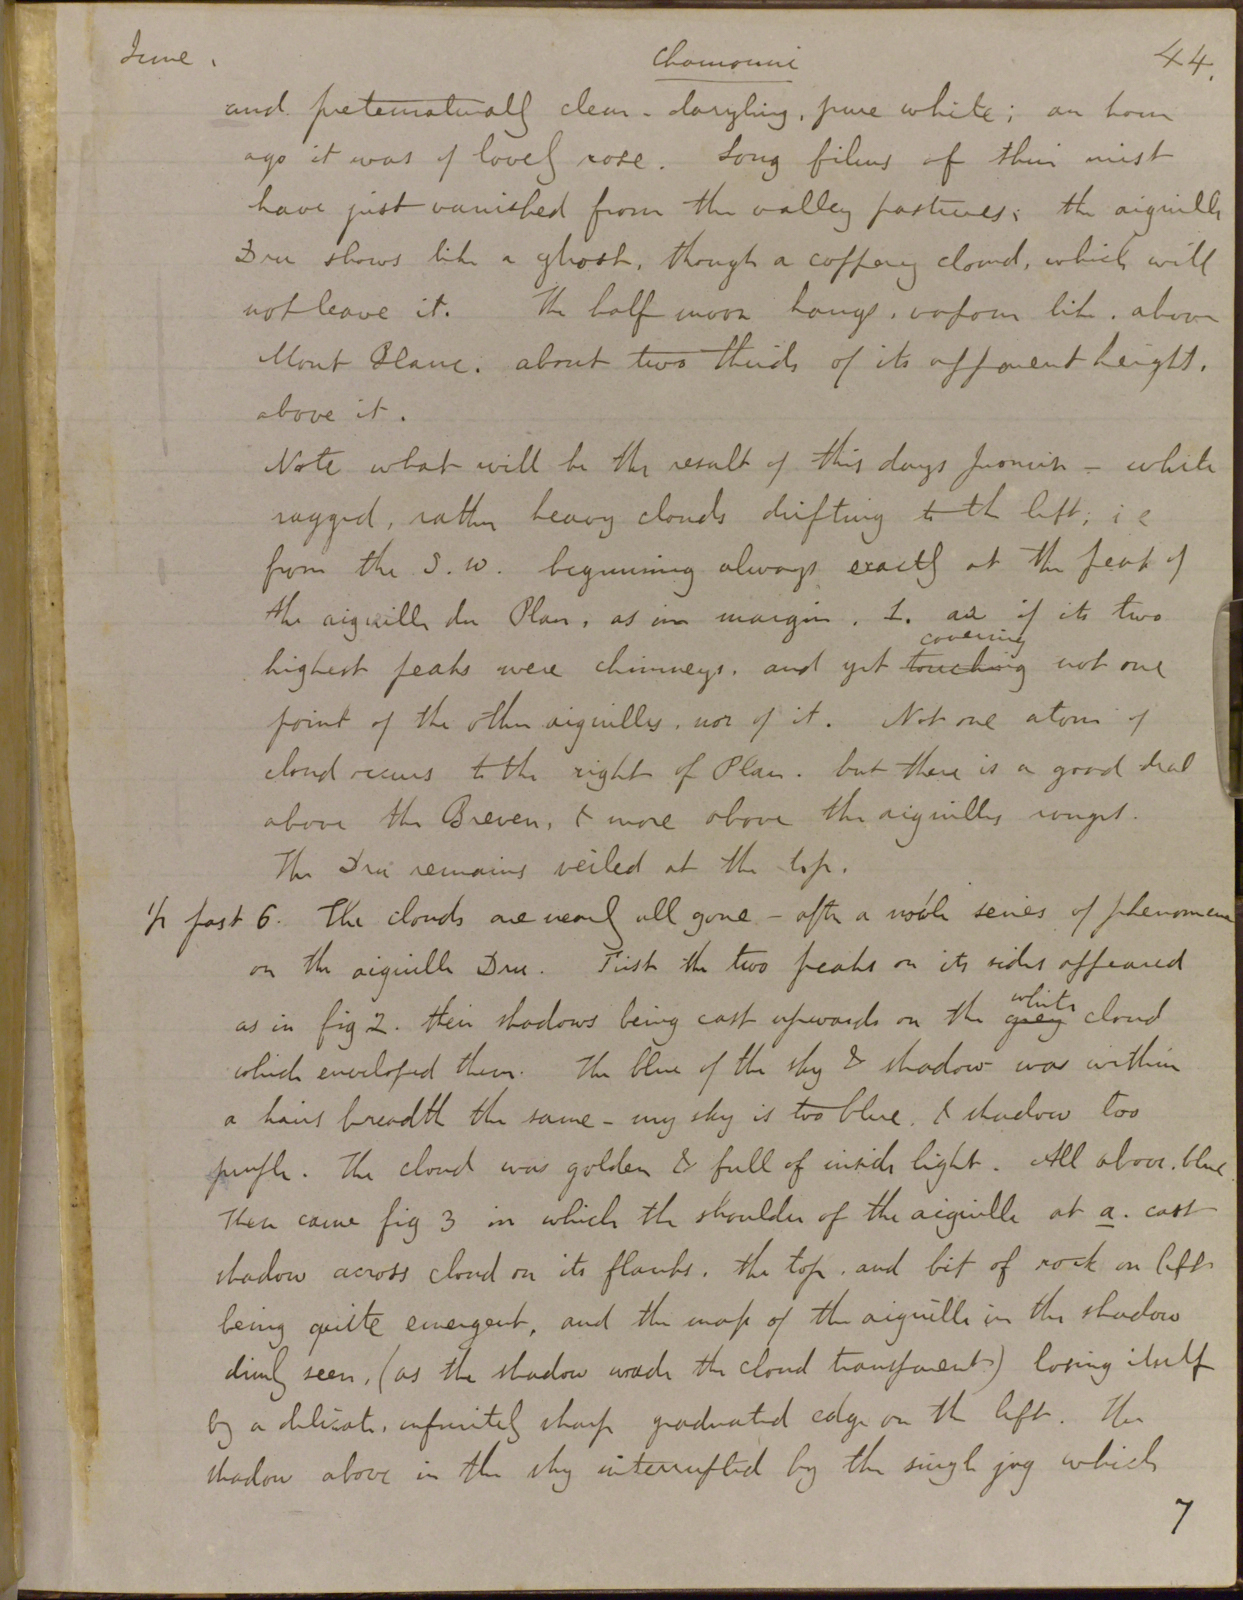 June.
Chamouni
44.
and preternaturally clear - dazzling, pure white; an hour
ago it was of lovely rose. Long films of thin mist
have just vanished from the valley pastures; the aiguille
Dru shows like a ghost, through a coppery cloud, which will
not leave it. The half moon hangs, vapour like, above
Mont Blanc. about two thirds of its apparent height,
above it.
Note what will be the result of this days promise - white
ragged, rather heavy clouds drifting to the left; i e
from the S. W. beginning always exactly at the peak of
the aiguille du Plan, as in margin. 1. as if its two
covering
highest peaks were chimneys, and yet touching not one
point of the other aiguilles, nor of it. Not one atom of
cloud occurs to the right of Plan. but there is a good deal
above the Breven, & more above the aiguilles rouges.
The Dru remains veiled at the top.
1/2 past 6. The clouds are nearly all gone - after a noble series of phenomena
on the aiguille Dru. First the two peaks on its sides appeared
white
as in fig 2. their shadows being cast upwards on the grey cloud
which enveloped them. The blue of the sky & shadow was within
a hairs breadth the same - my sky is too blue, & shadow too
purple. The cloud was golden & full of inside light. All above, blue
Then came fig 3 in which the shoulder of the aiguille at a. cast
shadow across cloud on its flanks, the top, and bit of rock on left
being quite emergent, and the map of the aiguille in the shadow
dimly seen, (as the shadow made the cloud transparent) losing itself
by a delicate, infinitely sharp graduated edge on the left. The
shadow above in the sky interrupted by the single jag which
7